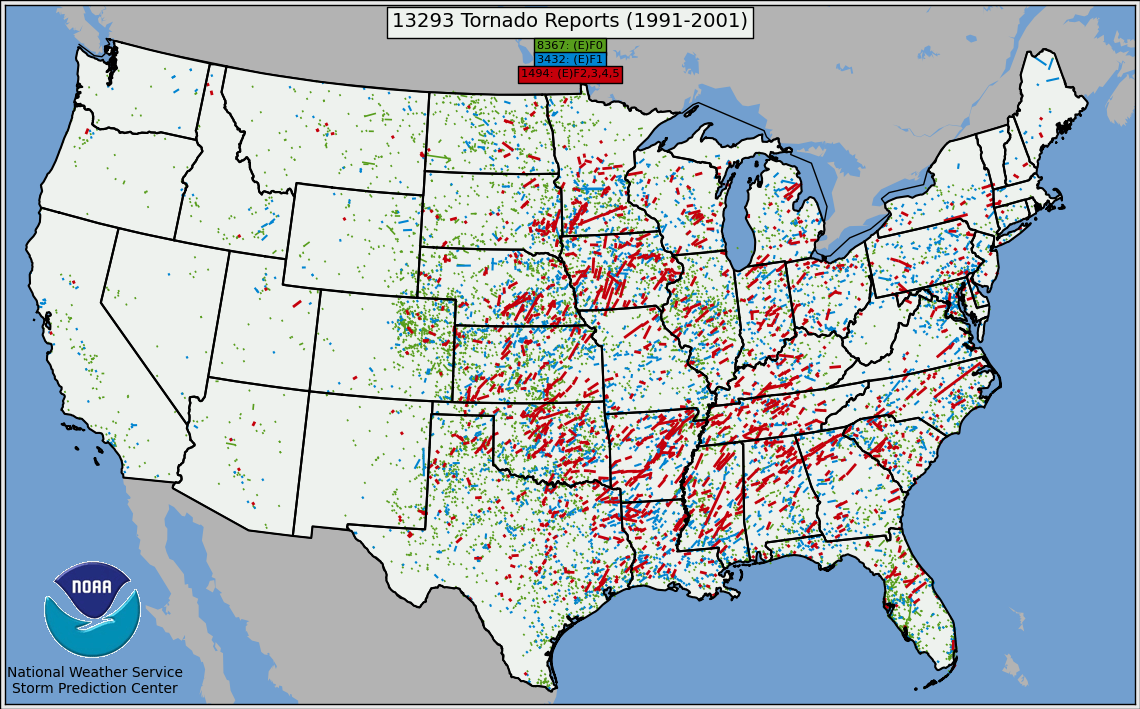 13293 Tornado Reports (1991-2001)
8367: (E)F0
3432: (E)F1
1494: (E)F2,3,4,5
NOAA
National Weather Service
Storm Prediction Center